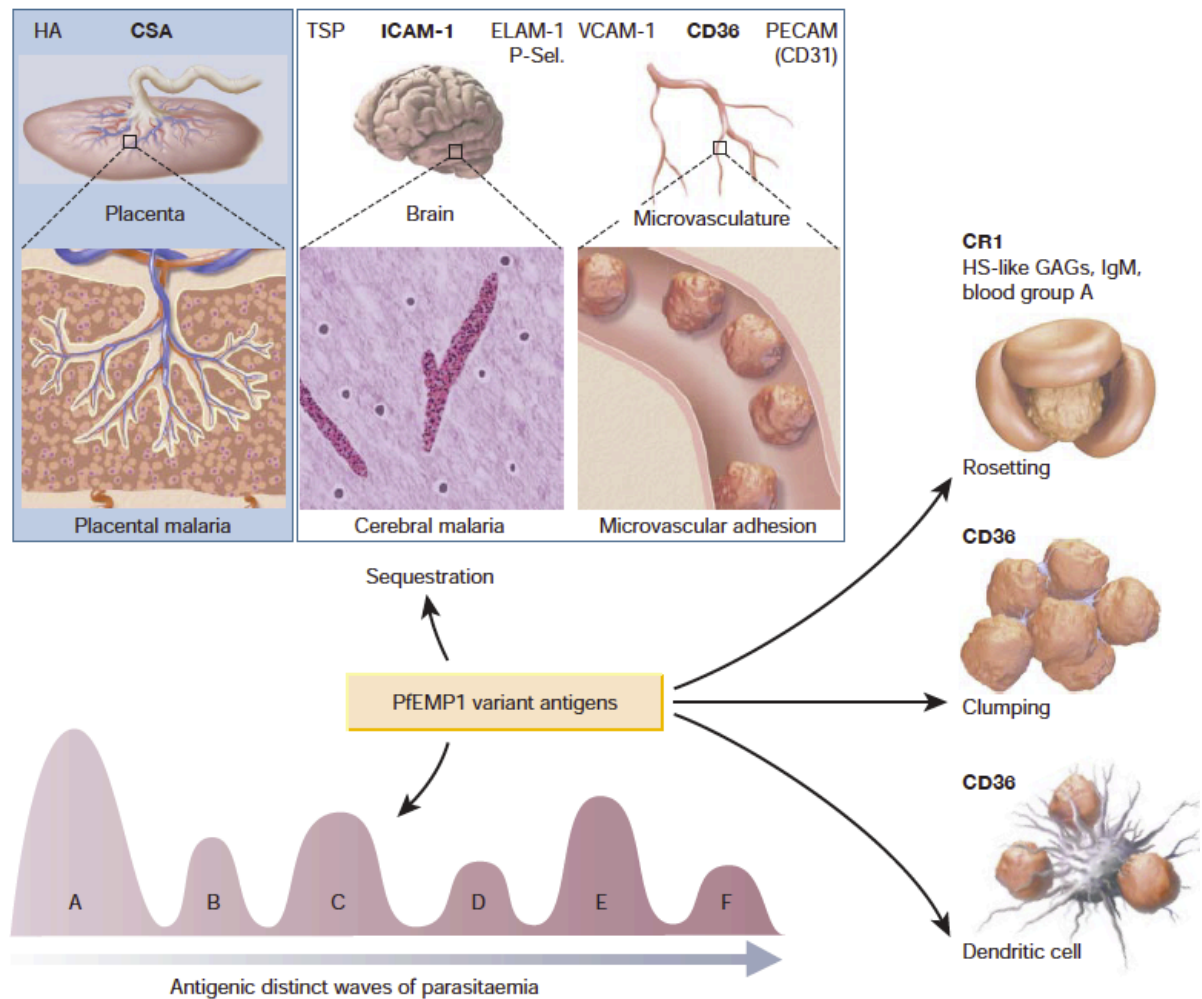 HA CSA
TSP ICAM-1 ELAM-1 VCAM-1 CD36 PECAM
P-Sel. (CD31)
Placenta
Brain
Microvasculature
Placental malaria
Cerebral malaria
Microvascular adhesion
CR1
HS-like GAGs, IgM,
blood group A
Rosetting
CD36
Clumping
CD36
Dendritic cell
Sequestration
PfEMP1 variant antigens
A B C D E F
Antigenic distinct waves of parasitaemia